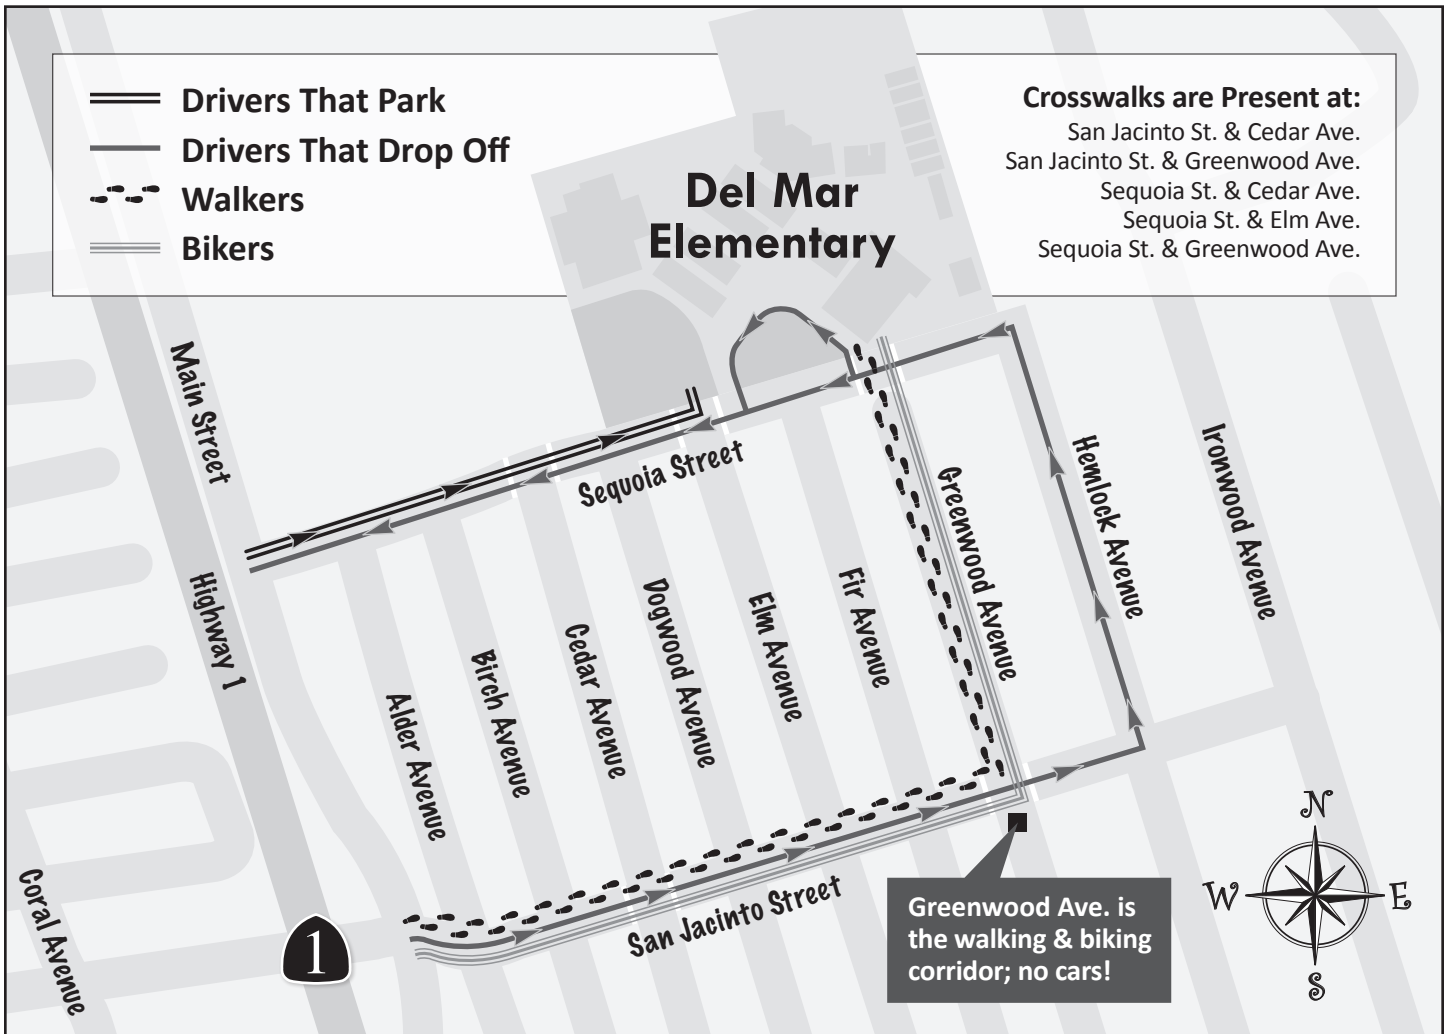 Drivers That Park
Drivers That Drop Off
Walkers
Bikers
Del Mar
Elementary
Crosswalks are Present at:
San Jacinto St. & Cedar Ave.
San Jacinto St. & Greenwood Ave.
Sequoia St. & Cedar Ave.
Sequoia St. & Elm Ave.
Sequoia St. & Greenwood Ave.
Main Street
Highway 1
Sequoia Street
Alder Avenue
Birch Avenue
Cedar Avenue
Dogwood Avenue
Elm Avenue
Fir Avenue
Greenwood Avenue
Hemlock Avenue
Ironwood Avenue
Coral Avenue
1
San Jacinto Street
Greenwood Ave. is
the walking & biking
corridor; no cars!
N
W
E
S